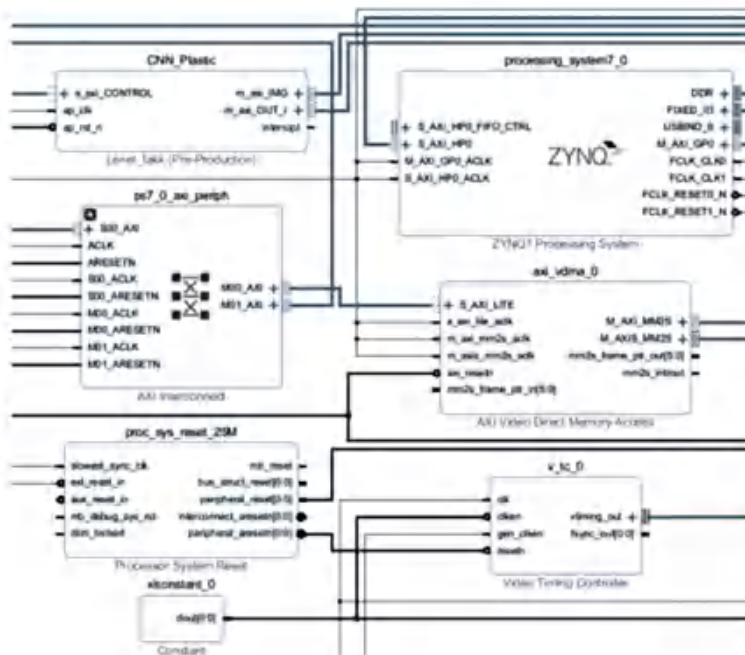 CNN_Plastic
s_axi_CONTROL
ap_clk
ap_rst_n
m_axi_IMG
m_axi_OUT_r
interrupt
(Pre-Production)
processing_system7_0
S_AXI_HP0_FIFO_CTRL
S_AXI_HP0
M_AXI_GP0_ACLK
S_AXI_HP0_ACLK
ZYNQ
DDR
FIXED_IO
USBIND_0
M_AXI_GP0
FCLK_CLK0
FCLK_CLK1
FCLK_RESET0_N
FCLK_RESET1_N
ZYNQ7 Processing System
ps7_0_axi_periph
S00_AXI
ACLK
ARESETN
S00_ACLK
S00_ARESETN
M00_ACLK
M00_ARESETN
M01_ACLK
M01_ARESETN
M00_AXI
M01_AXI
AXI Interconnect
axi_vdma_0
S_AXI_LITE
s_axi_lite_aclk
m_axi_mm2s_aclk
m_axis_mm2s_aclk
axi_resetn
mm2s_frame_ptr_in[5:0]
M_AXI_MM2S
M_AXIS_MM2S
mm2s_frame_ptr_out[5:0]
mm2s_introut
AXI Video Direct Memory Access
proc_sys_reset_25M
slowest_sync_clk
ext_reset_in
aux_reset_in
mb_debug_sys_rst
dcm_locked
mb_reset
bus_struct_reset[0:0]
peripheral_reset[0:0]
interconnect_aresetn[0:0]
peripheral_aresetn[0:0]
Processor System Reset
v_tc_0
clk
clken
gen_clken
resetn
vtiming_out
fsync_out[0:0]
Video Timing Controller
xlconstant_0
dout[0:0]
Constant